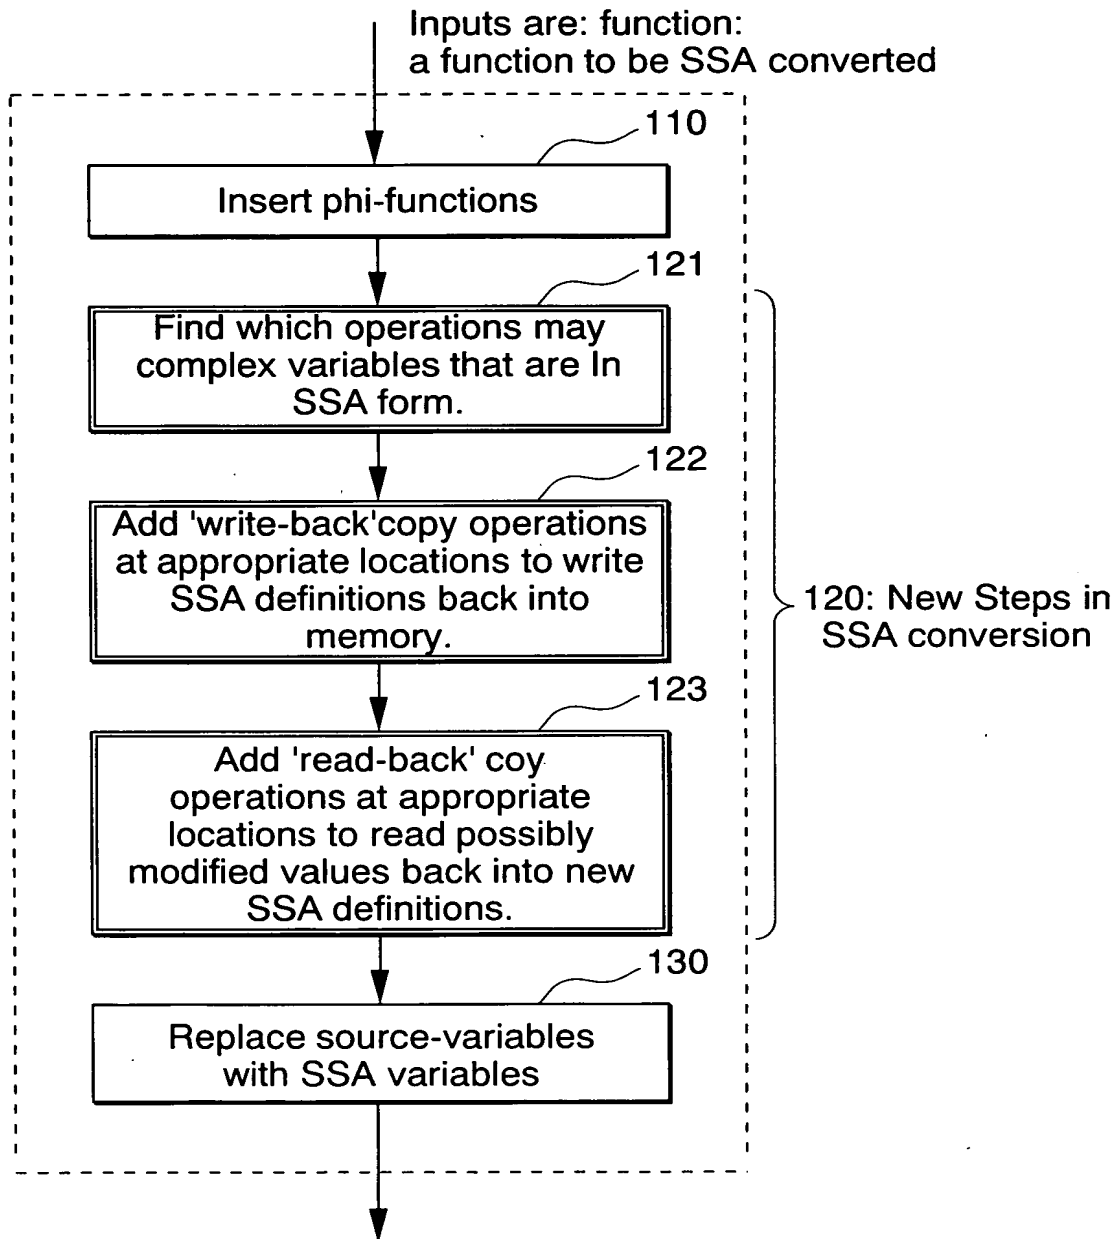 Inputs are: function:
a function to be SSA converted
110
Insert phi-functions
121
Find which operations may
complex variables that are In
SSA form.
122
Add 'write-back'copy operations
at appropriate locations to write
SSA definitions back into
memory.
120: New Steps in
SSA conversion
123
Add 'read-back' coy
operations at appropriate
locations to read possibly
modified values back into new
SSA definitions.
130
Replace source-variables
with SSA variables